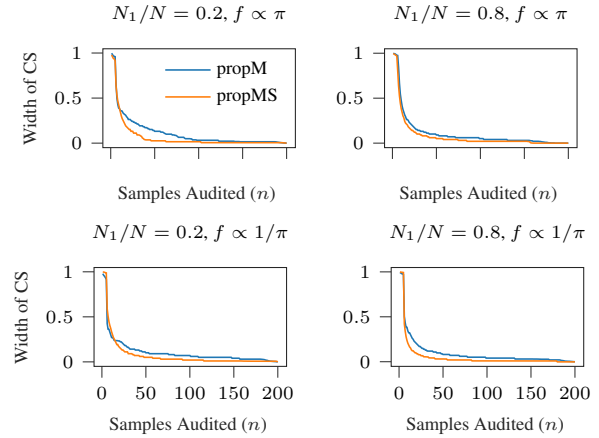 N₁/N = 0.2, f ∝ π
N₁/N = 0.8, f ∝ π
Width of CS
1
0.5
0
propM
propMS
1
0.5
0
Samples Audited (n)
Samples Audited (n)
N₁/N = 0.2, f ∝ 1/π
N₁/N = 0.8, f ∝ 1/π
Width of CS
1
0.5
0
0 50 100 150 200
1
0.5
0
0 50 100 150 200
Samples Audited (n)
Samples Audited (n)